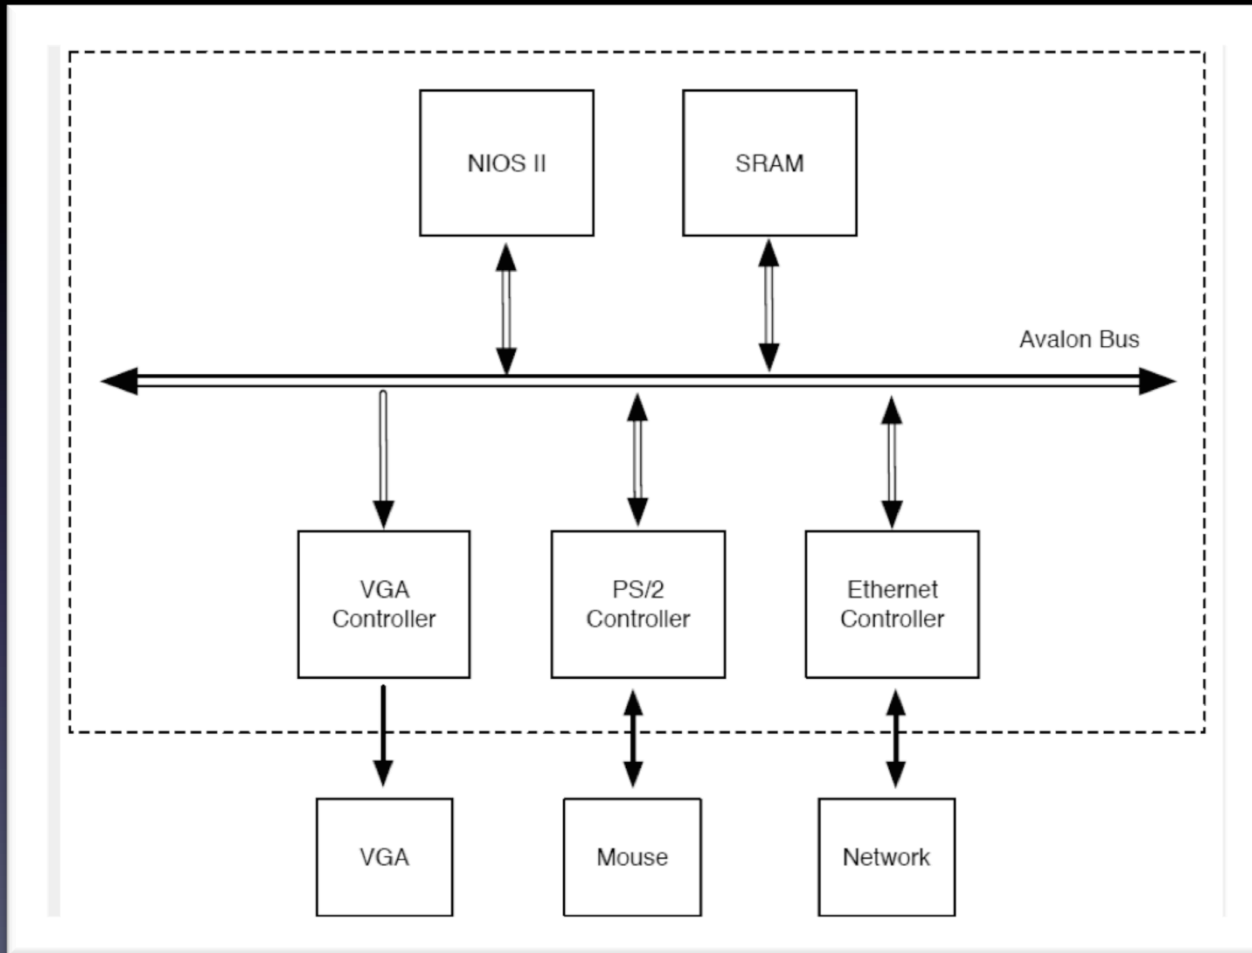 NIOS II
SRAM
Avalon Bus
VGA
Controller
PS/2
Controller
Ethernet
Controller
VGA
Mouse
Network